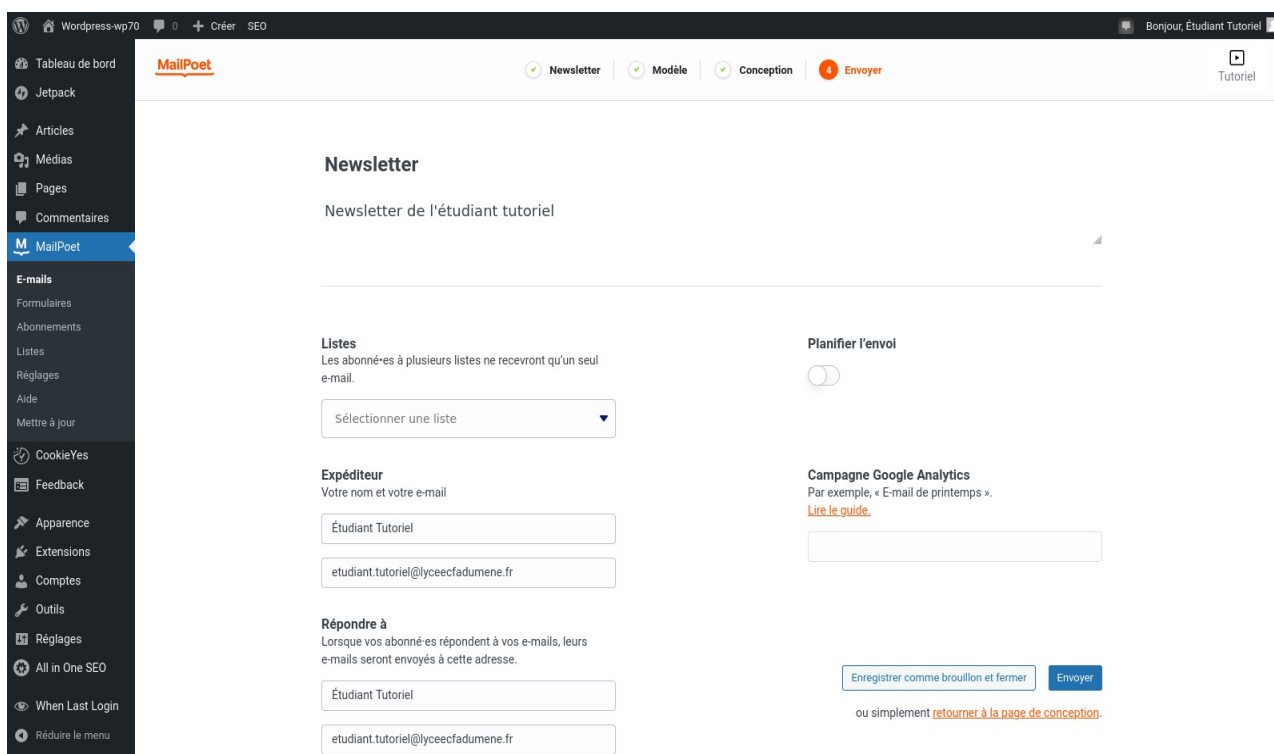 Wordpress-wp70 0 + Créer SEO Bonjour, Étudiant Tutoriel
Tableau de bord
Jetpack
Articles
Médias
Pages
Commentaires
MailPoet
E-mails
Formulaires
Abonnements
Listes
Réglages
Aide
Mettre à jour
CookieYes
Feedback
Apparence
Extensions
Comptes
Outils
Réglages
All in One SEO
When Last Login
Réduire le menu
MailPoet
Newsletter Modèle Conception 4 Envoyer
Tutoriel
Newsletter
Newsletter de l'étudiant tutoriel
Listes
Les abonné•es à plusieurs listes ne recevront qu’un seul
e-mail.
Sélectionner une liste
Planifier l’envoi
Expéditeur
Votre nom et votre e-mail
Étudiant Tutoriel
etudiant.tutoriel@lyceecfadumene.fr
Campagne Google Analytics
Par exemple, « E-mail de printemps ».
Lire le guide.
Répondre à
Lorsque vos abonné·es répondent à vos e-mails, leurs
e-mails seront envoyés à cette adresse.
Étudiant Tutoriel
etudiant.tutoriel@lyceecfadumene.fr
Enregistrer comme brouillon et fermer Envoyer
ou simplement retourner à la page de conception.